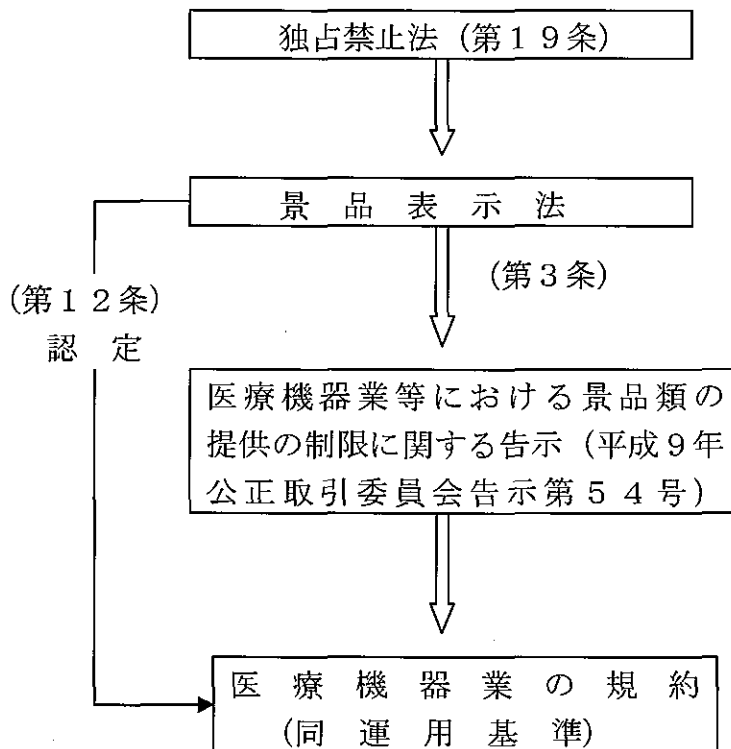 独占禁止法（第１９条）
景品表示法
（第３条）
（第１２条）
認定
医療機器業等における景品類の
提供の制限に関する告示（平成９年
公正取引委員会告示第５４号）
医療機器業の規約
（同運用基準）